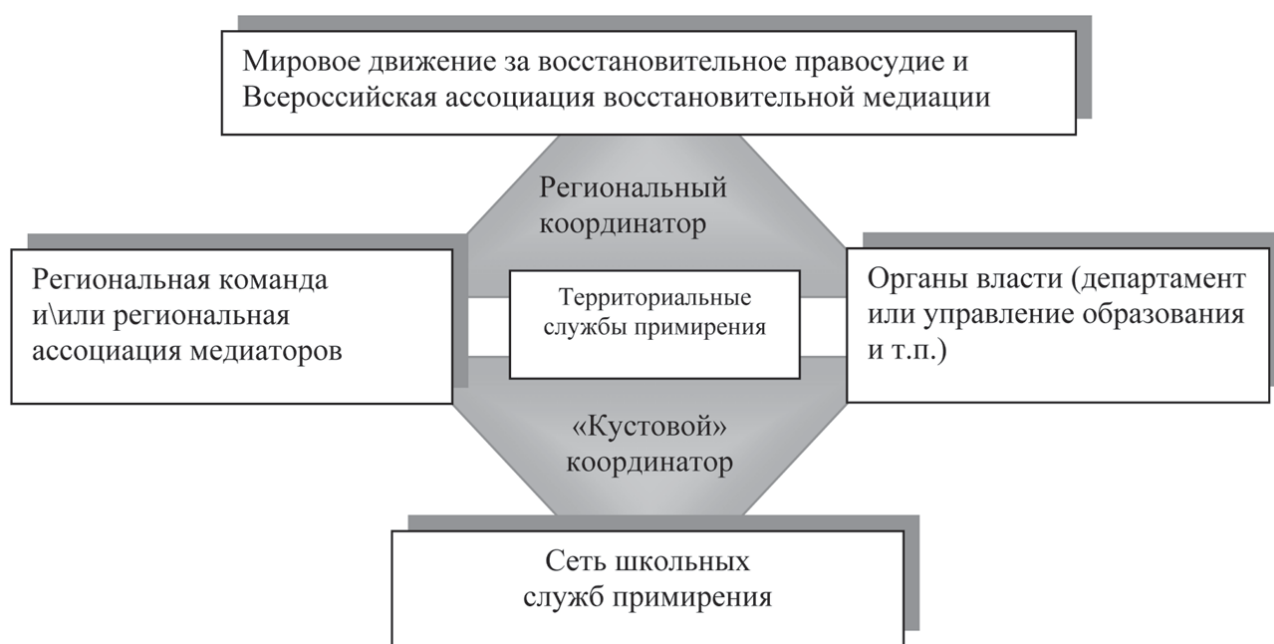 Мировое движение за восстановительное правосудие и
Всероссийская ассоциация восстановительной медиации
Региональный
координатор
Региональная команда
и\или региональная
ассоциация медиаторов
Территориальные
службы примирения
Органы власти (департамент
или управление образования
и т.п.)
«Кустовой»
координатор
Сеть школьных
служб примирения